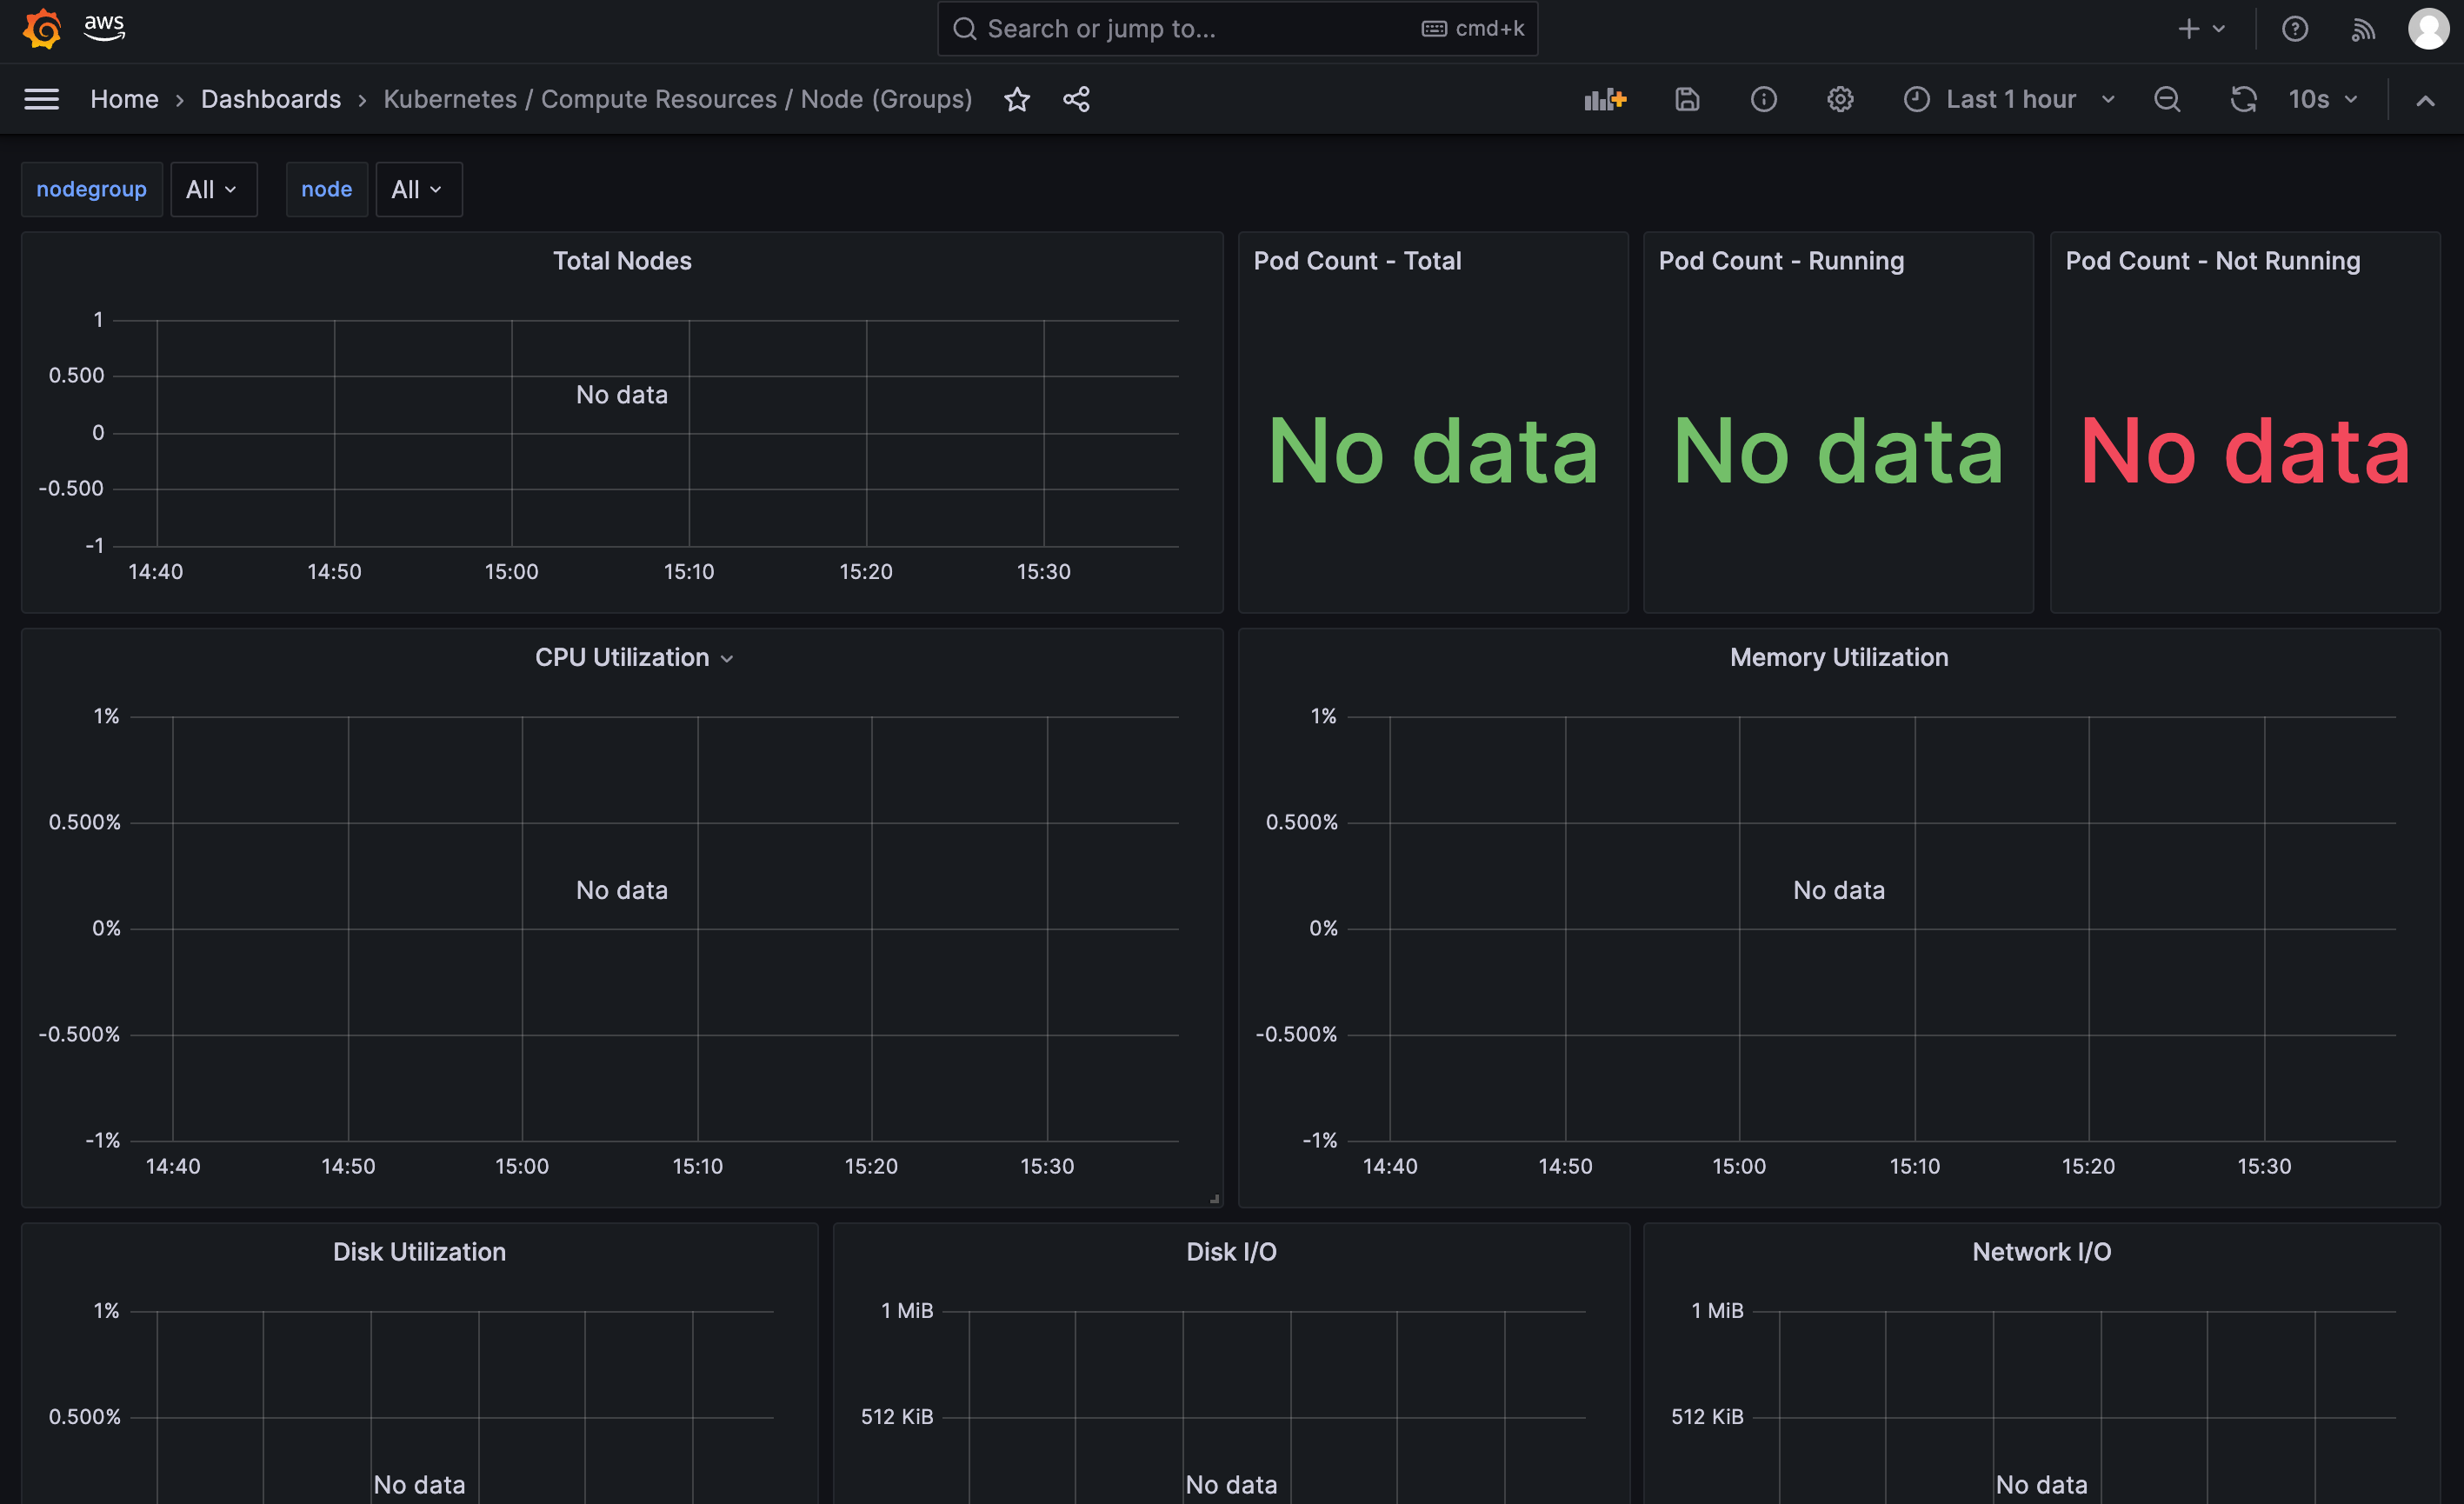 aws
Search or jump to...
cmd+k
Home > Dashboards > Kubernetes / Compute Resources / Node (Groups)
Last 1 hour
10s
nodegroup All node All
Total Nodes
1
0.500
0
-0.500
-1
No data
14:40 14:50 15:00 15:10 15:20 15:30
Pod Count - Total
No data
Pod Count - Running
No data
Pod Count - Not Running
No data
CPU Utilization
1%
0.500%
0%
-0.500%
-1%
No data
14:40 14:50 15:00 15:10 15:20 15:30
Memory Utilization
1%
0.500%
0%
-0.500%
-1%
No data
14:40 14:50 15:00 15:10 15:20 15:30
Disk Utilization
1%
0.500%
No data
Disk I/O
1 MiB
512 KiB
No data
Network I/O
1 MiB
512 KiB
No data